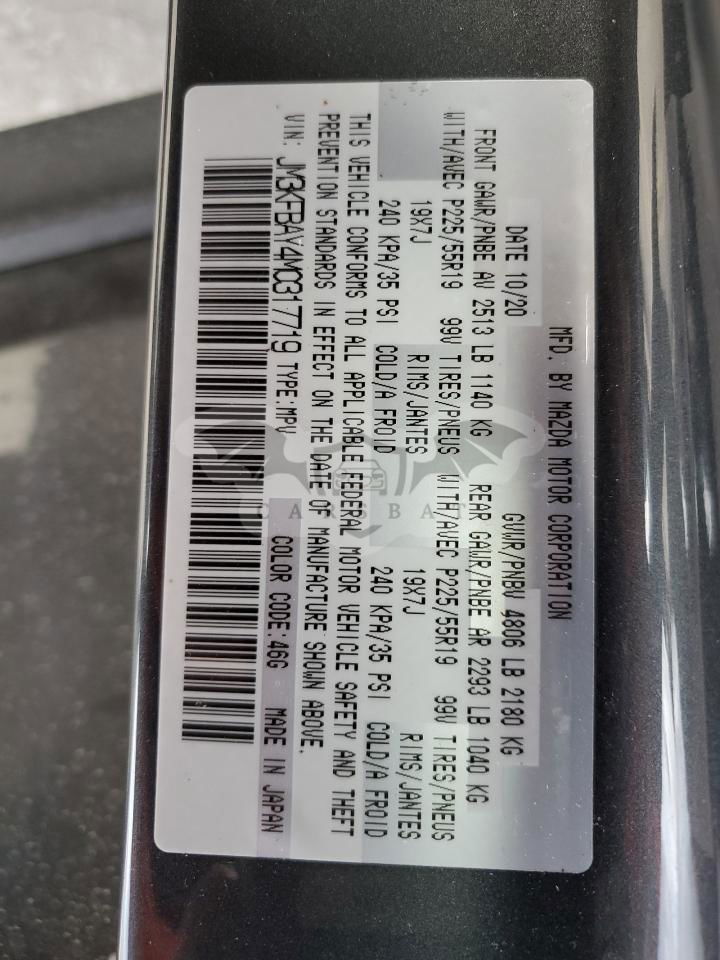 MFD. BY MAZDA MOTOR CORPORATION
DATE 10/20 GVWR/PNBV 4806 LB 2180 KG
FRONT GAWR/PNBE AV 2513 LB 1140 KG REAR GAWR/PNBE AR 2293 LB 1040 KG
WITH/AVEC P225/55R19 99V TIRES/PNEUS WITH/AVEC P225/55R19 99V TIRES/PNEUS
19X7J RIMS/JANTES 19X7J RIMS/JANTES
240 KPA/35 PSI COLD/A FROID 240 KPA/35 PSI COLD/A FROID
THIS VEHICLE CONFORMS TO ALL APPLICABLE FEDERAL MOTOR VEHICLE SAFETY AND THEFT
PREVENTION STANDARDS IN EFFECT ON THE DATE OF MANUFACTURE SHOWN ABOVE.
VIN: JM3KFBAY4M0317719 TYPE:MPV COLOR CODE:46G MADE IN JAPAN
CARSBAT